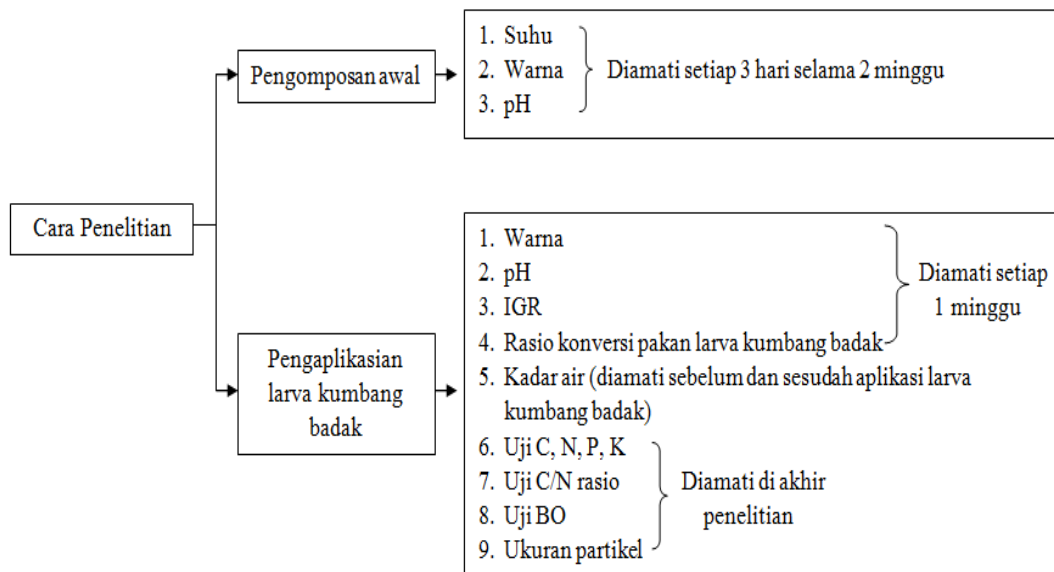 Cara Penelitian
Pengomposan awal
1. Suhu
2. Warna
3. pH
Diamati setiap 3 hari selama 2 minggu
Pengaplikasian
larva kumbang
badak
1. Warna
2. pH
3. IGR
4. Rasio konversi pakan larva kumbang badak
Diamati setiap
1 minggu
5. Kadar air (diamati sebelum dan sesudah aplikasi larva
kumbang badak)
6. Uji C, N, P, K
7. Uji C/N rasio
8. Uji BO
9. Ukuran partikel
Diamati di akhir
penelitian